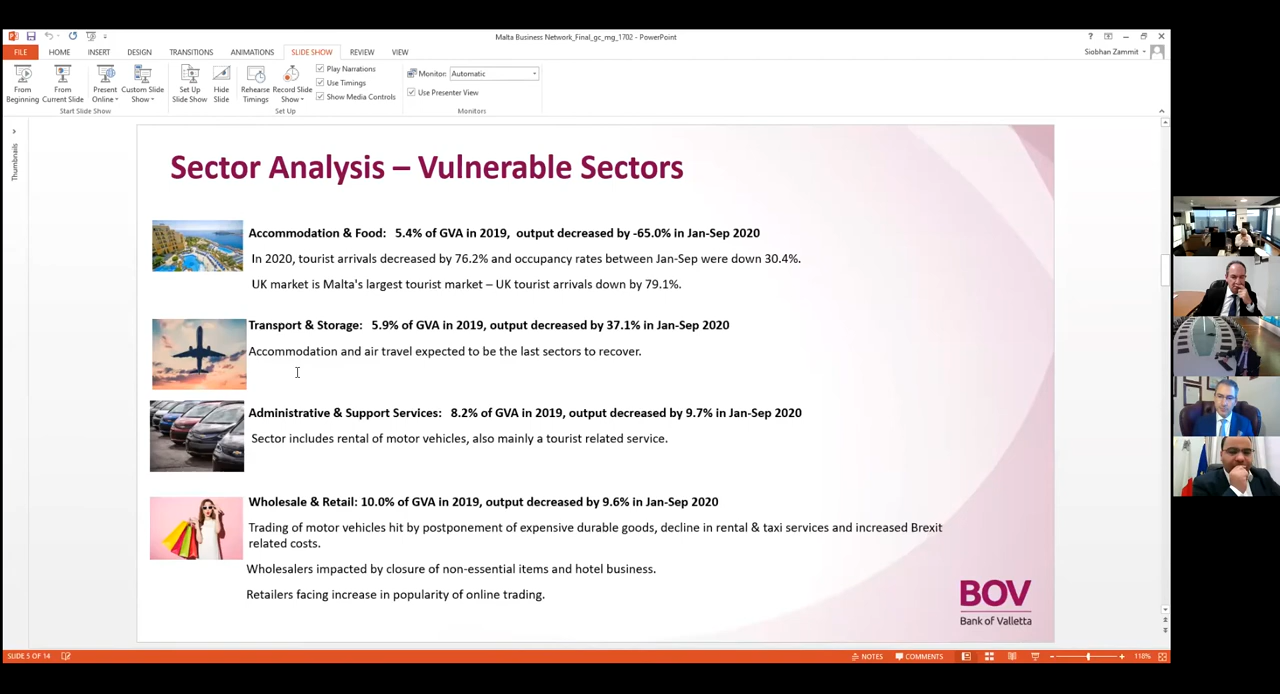 Malta Business Network_Final_gc_mg_1702 - PowerPoint
FILE HOME INSERT DESIGN TRANSITIONS ANIMATIONS SLIDE SHOW REVIEW VIEW
Siobhan Zammit
From Beginning
From Current Slide
Present Online
Custom Slide Show
Start Slide Show
Set Up Slide Show
Hide Slide
Rehearse Timings
Record Slide Show
Play Narrations
Use Timings
Show Media Controls
Set Up
Monitor: Automatic
Use Presenter View
Monitors
Thumbnails
Sector Analysis – Vulnerable Sectors
Accommodation & Food: 5.4% of GVA in 2019, output decreased by -65.0% in Jan-Sep 2020
In 2020, tourist arrivals decreased by 76.2% and occupancy rates between Jan-Sep were down 30.4%.
UK market is Malta's largest tourist market – UK tourist arrivals down by 79.1%.
Transport & Storage: 5.9% of GVA in 2019, output decreased by 37.1% in Jan-Sep 2020
Accommodation and air travel expected to be the last sectors to recover.
Administrative & Support Services: 8.2% of GVA in 2019, output decreased by 9.7% in Jan-Sep 2020
Sector includes rental of motor vehicles, also mainly a tourist related service.
Wholesale & Retail: 10.0% of GVA in 2019, output decreased by 9.6% in Jan-Sep 2020
Trading of motor vehicles hit by postponement of expensive durable goods, decline in rental & taxi services and increased Brexit
related costs.
Wholesalers impacted by closure of non-essential items and hotel business.
Retailers facing increase in popularity of online trading.
BOV
Bank of Valletta
SLIDE 5 OF 14
NOTES COMMENTS 118%